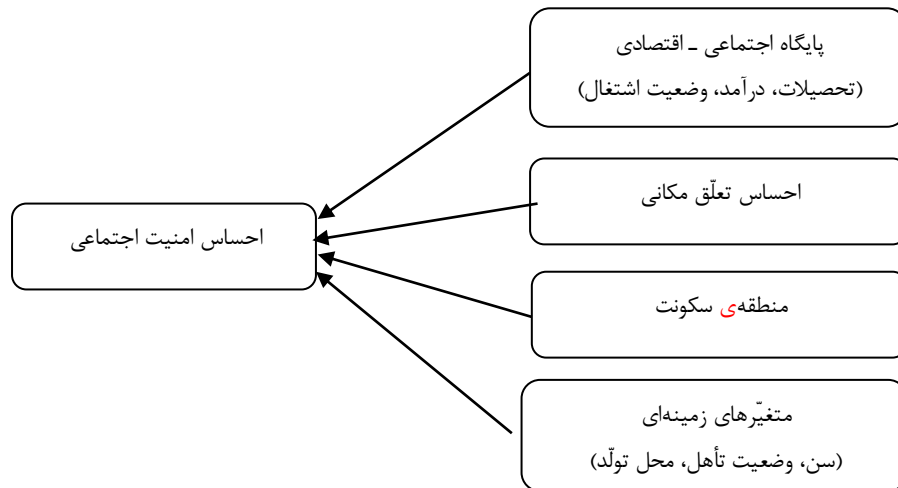 پایگاه اجتماعی ـ اقتصادی
(تحصیلات، درآمد، وضعیت اشتغال)
احساس تعلّق مکانی
احساس امنیت اجتماعی
منطقه‌ی سکونت
متغیّرهای زمینه‌ای
(سن، وضعیت تأهل، محل تولّد)